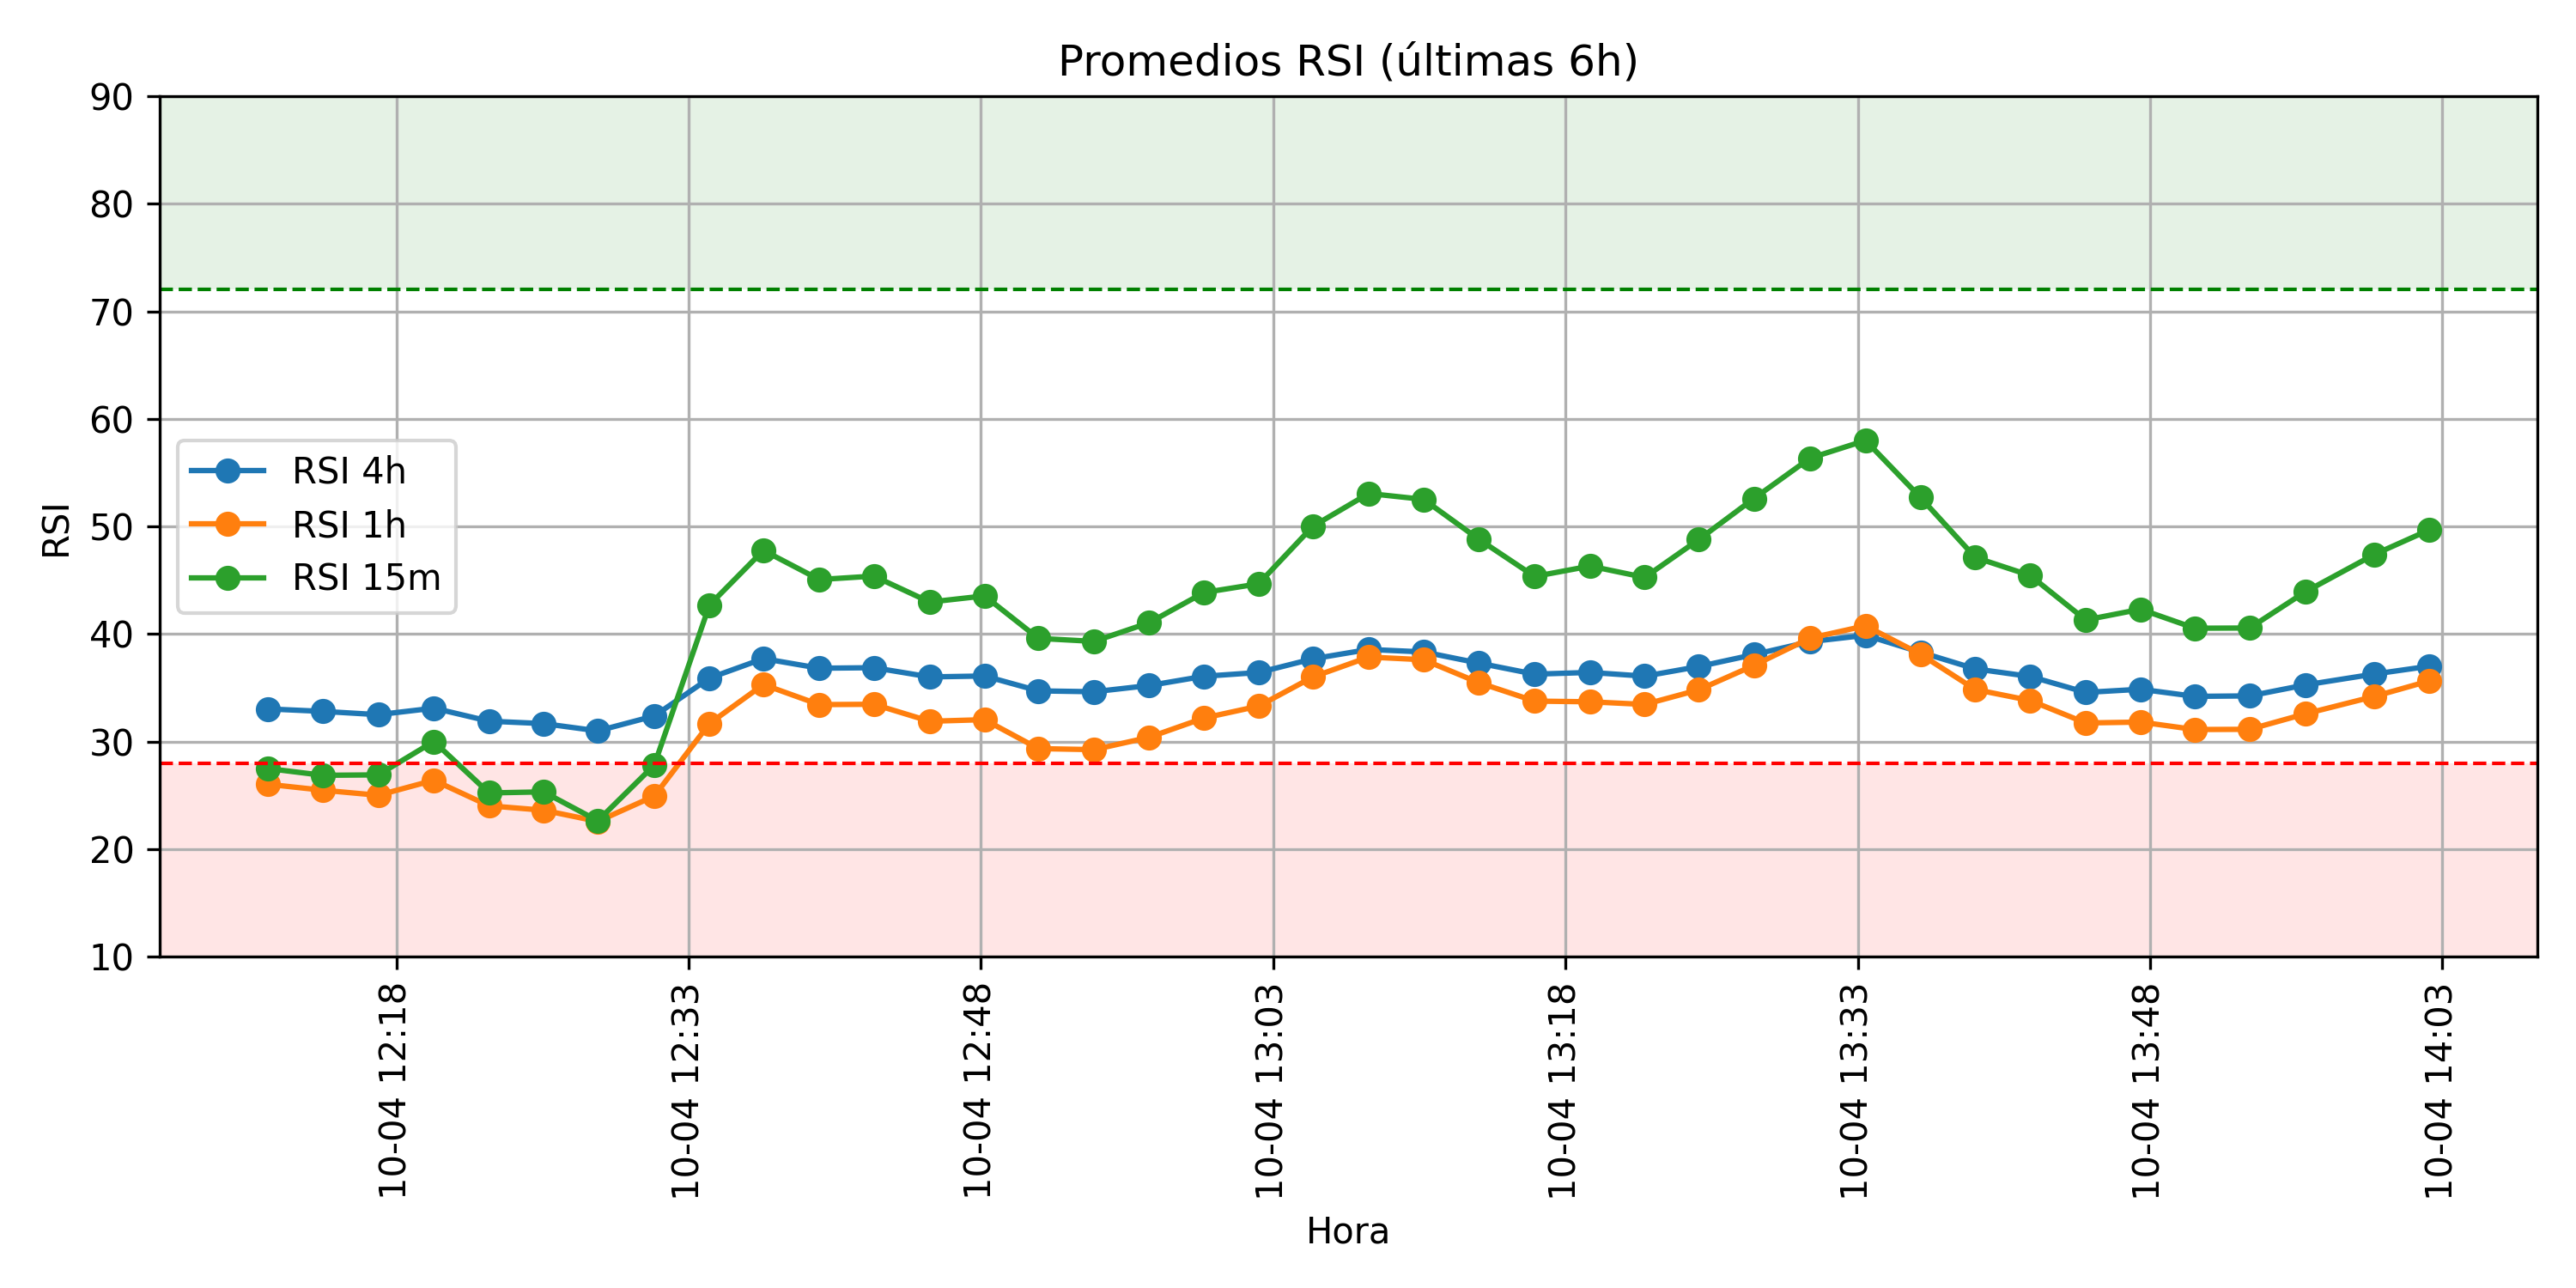 Promedios RSI (últimas 6h)
90
80
70
60
50
40
30
20
10
RSI
RSI 4h
RSI 1h
RSI 15m
10-04 12:18
10-04 12:33
10-04 12:48
10-04 13:03
10-04 13:18
10-04 13:33
10-04 13:48
10-04 14:03
Hora